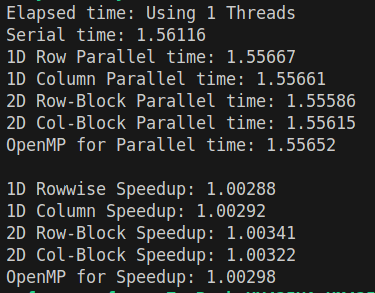 Elapsed time: Using 1 Threads
Serial time: 1.56116
1D Row Parallel time: 1.55667
1D Column Parallel time: 1.55661
2D Row-Block Parallel time: 1.55586
2D Col-Block Parallel time: 1.55615
OpenMP for Parallel time: 1.55652
1D Rowwise Speedup: 1.00288
1D Column Speedup: 1.00292
2D Row-Block Speedup: 1.00341
2D Col-Block Speedup: 1.00322
OpenMP for Speedup: 1.00298